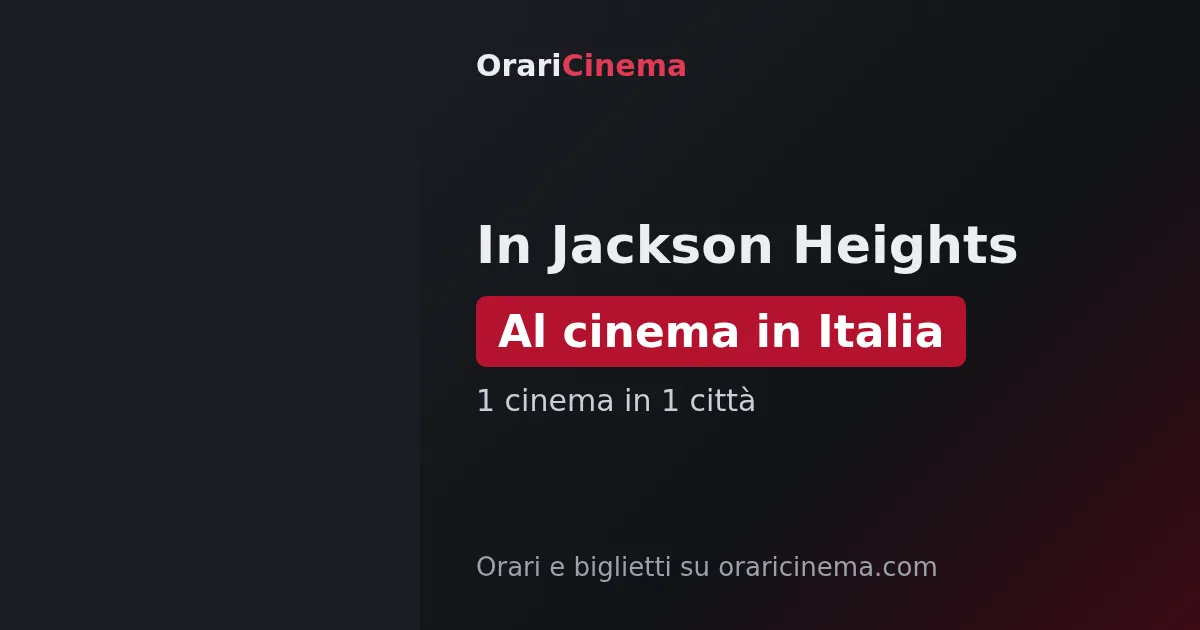 OrariCinema
In Jackson Heights
Al cinema in Italia
1 cinema in 1 città
Orari e biglietti su oraricinema.com